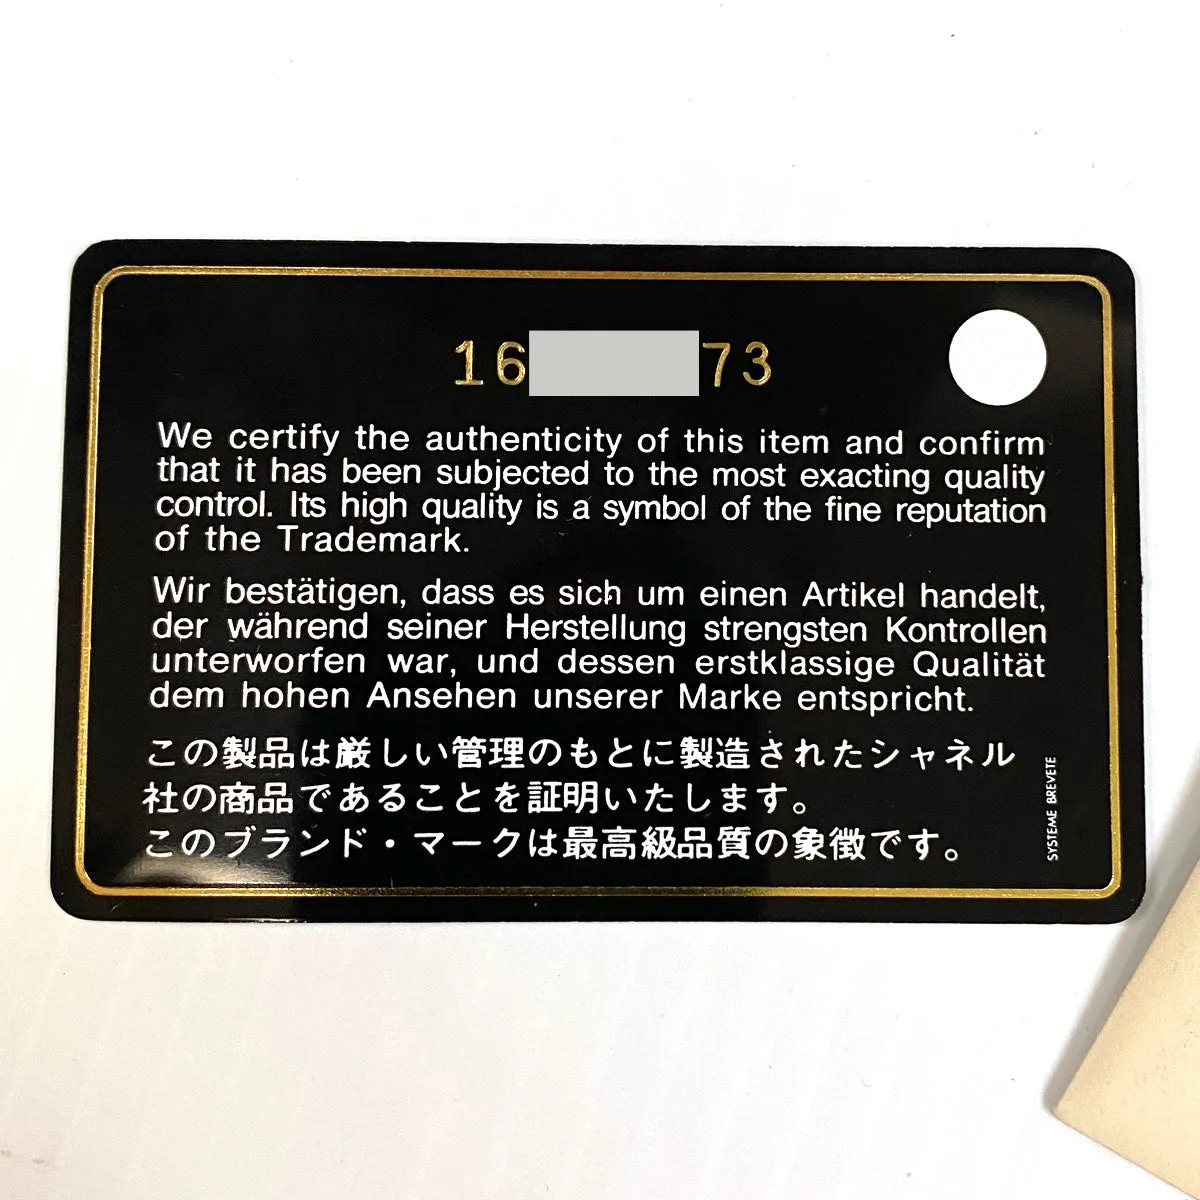 16 73
We certify the authenticity of this item and confirm
that it has been subjected to the most exacting quality
control. Its high quality is a symbol of the fine reputation
of the Trademark.
Wir bestätigen, dass es sich um einen Artikel handelt,
der während seiner Herstellung strengsten Kontrollen
unterworfen war, und dessen erstklassige Qualität
dem hohen Ansehen unserer Marke entspricht.
この製品は厳しい管理のもとに製造されたシャネル
社の商品であることを証明いたします。
このブランド・マークは最高級品質の象徴です。
SYSTEME BREVETE